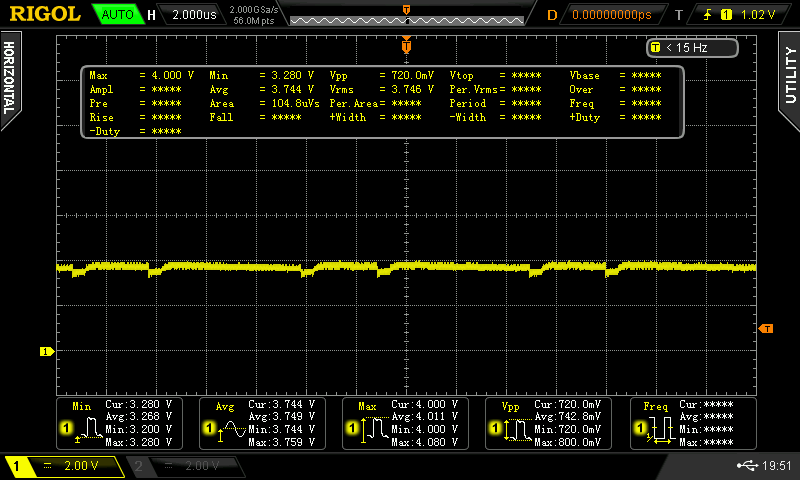 RIGOL AUTO H 2.000us 2.000GSa/s 56.0M pts T D 0.00000000ps T 1 1.02 V
HORIZONTAL
UTILITY
T
T < 15 Hz
Max = 4.000 V Min = 3.280 V Vpp = 720.0mV Vtop = ***** Vbase = *****
Ampl = ***** Avg = 3.744 V Vrms = 3.746 V Per.Vrms= ***** Over = *****
Pre = ***** Area = 104.8uVs Per.Area= ***** Period = ***** Freq = *****
Rise = ***** Fall = ***** +Width = ***** -Width = ***** +Duty = *****
-Duty = *****
T
1
Min Cur:3.280 V Avg Cur:3.744 V Max Cur:4.000 V Vpp Cur:720.0mV Freq Cur:*****
Avg:3.268 V Avg:3.749 V Avg:4.011 V Avg:742.8mV Avg:*****
1 Min:3.200 V 1 Min:3.744 V 1 Min:4.000 V 1 Min:720.0mV 1 Min:*****
Max:3.280 V Max:3.759 V Max:4.080 V Max:800.0mV Max:*****
1 2.00 V 2 2.00 V 19:51